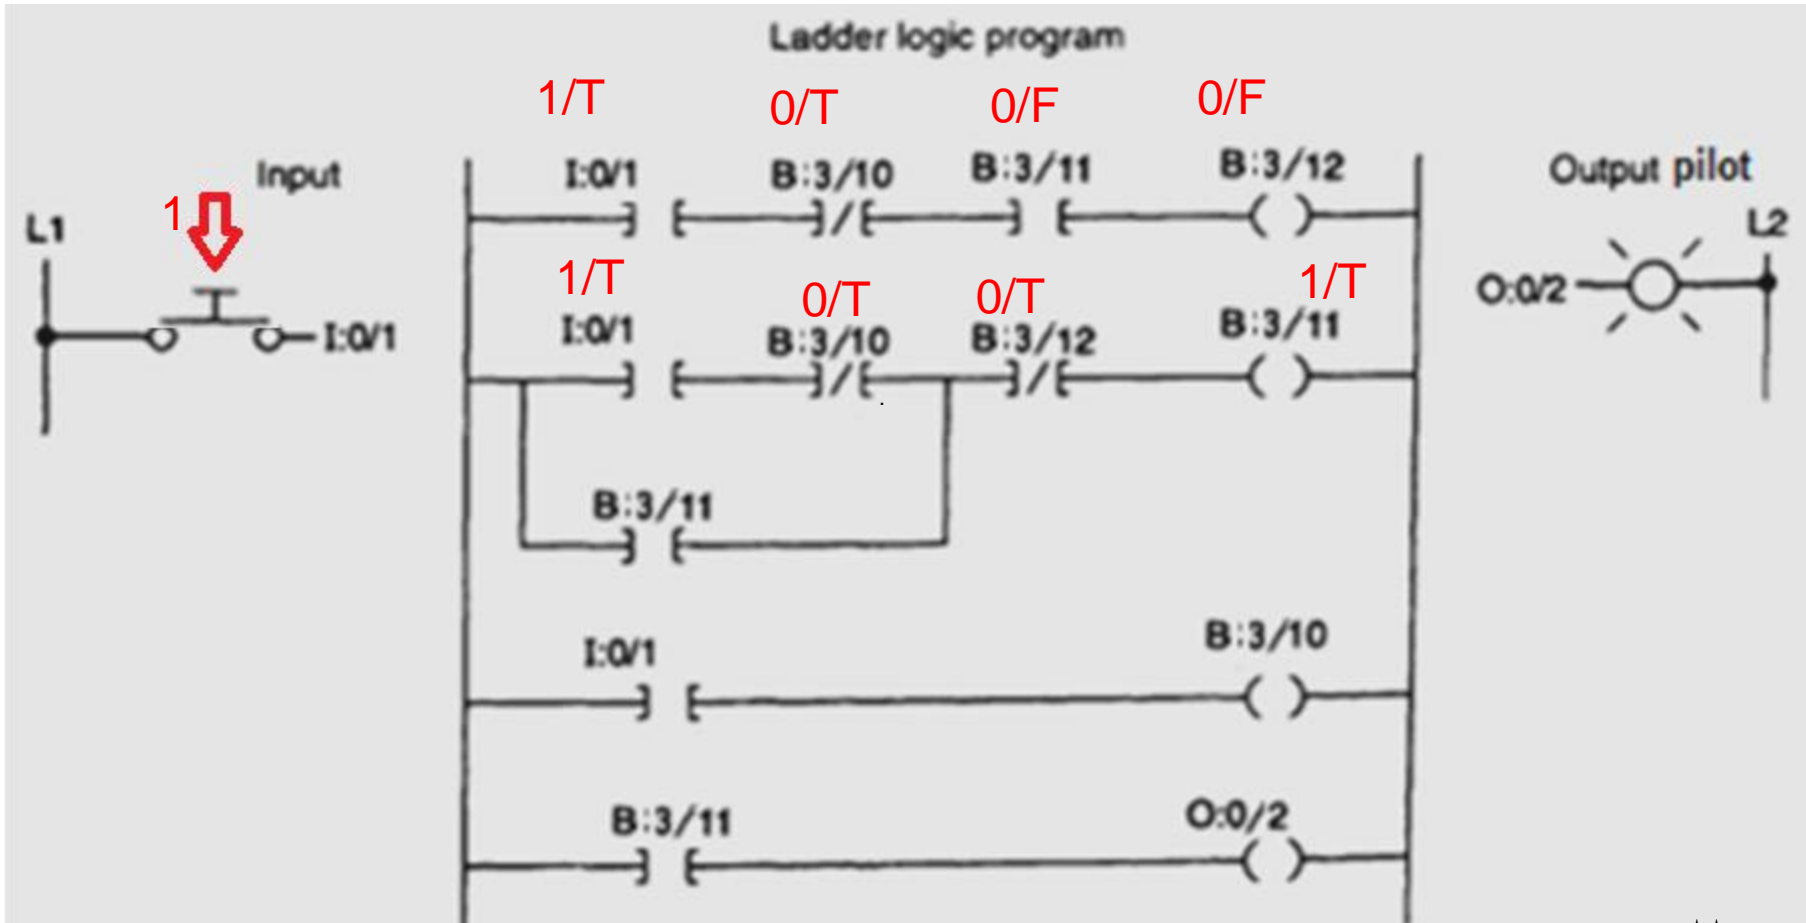 Ladder logic program
1/T 0/T 0/F 0/F
Input I:0/1 B:3/10 B:3/11 B:3/12 Output pilot
1
L1 L2
1/T 0/T 0/T 1/T
O:0/2
I:0/1 I:0/1 B:3/10 B:3/12 B:3/11
B:3/11
I:0/1 B:3/10
B:3/11 O:0/2